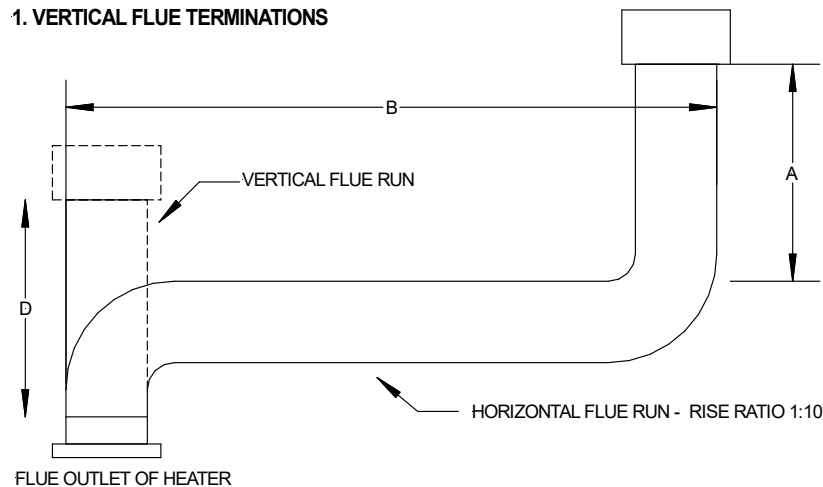 1. VERTICAL FLUE TERMINATIONS
B
A
VERTICAL FLUE RUN
D
HORIZONTAL FLUE RUN - RISE RATIO 1:10
FLUE OUTLET OF HEATER